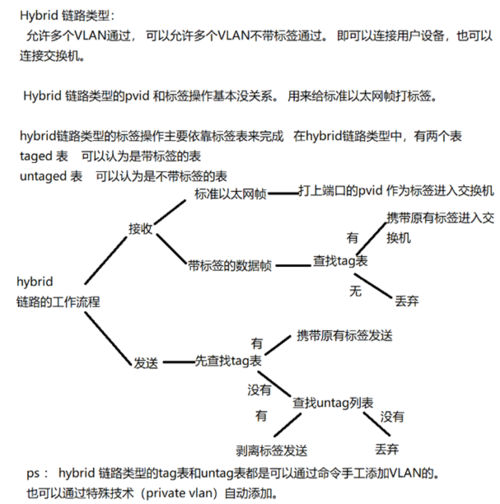 Hybrid 链路类型：
允许多个VLAN通过， 可以允许多个VLAN不带标签通过。 即可以连接用户设备，也可以
连接交换机。
Hybrid 链路类型的pvid 和标签操作基本没关系。 用来给标准以太网帧打标签。
hybrid链路类型的标签操作主要依靠标签表来完成 在hybrid链路类型中，有两个表
taged 表 可以认为是带标签的表
untaged 表 可以认为是不带标签的表
标准以太网帧
打上端口的pvid 作为标签进入交换机
接收
携带原有标签进入交
换机
有
带标签的数据帧
查找tag表
无
丢弃
hybrid
链路的工作流程
发送
先查找tag表
有
携带原有标签发送
没有
查找untag列表
有
没有
剥离标签发送
丢弃
ps ： hybrid 链路类型的tag表和untag表都是可以通过命令手工添加VLAN的。
也可以通过特殊技术（private vlan）自动添加。